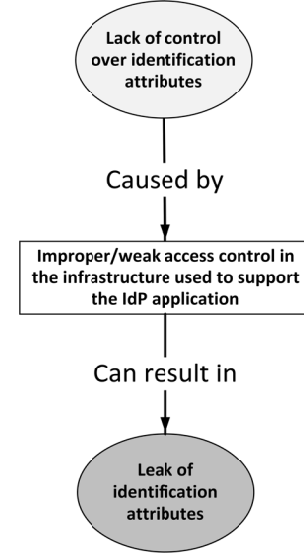 Lack of control
over identification
attributes
Caused by
Improper/weak access control in
the infrastructure used to support
the IdP application
Can result in
Leak of
identification
attributes